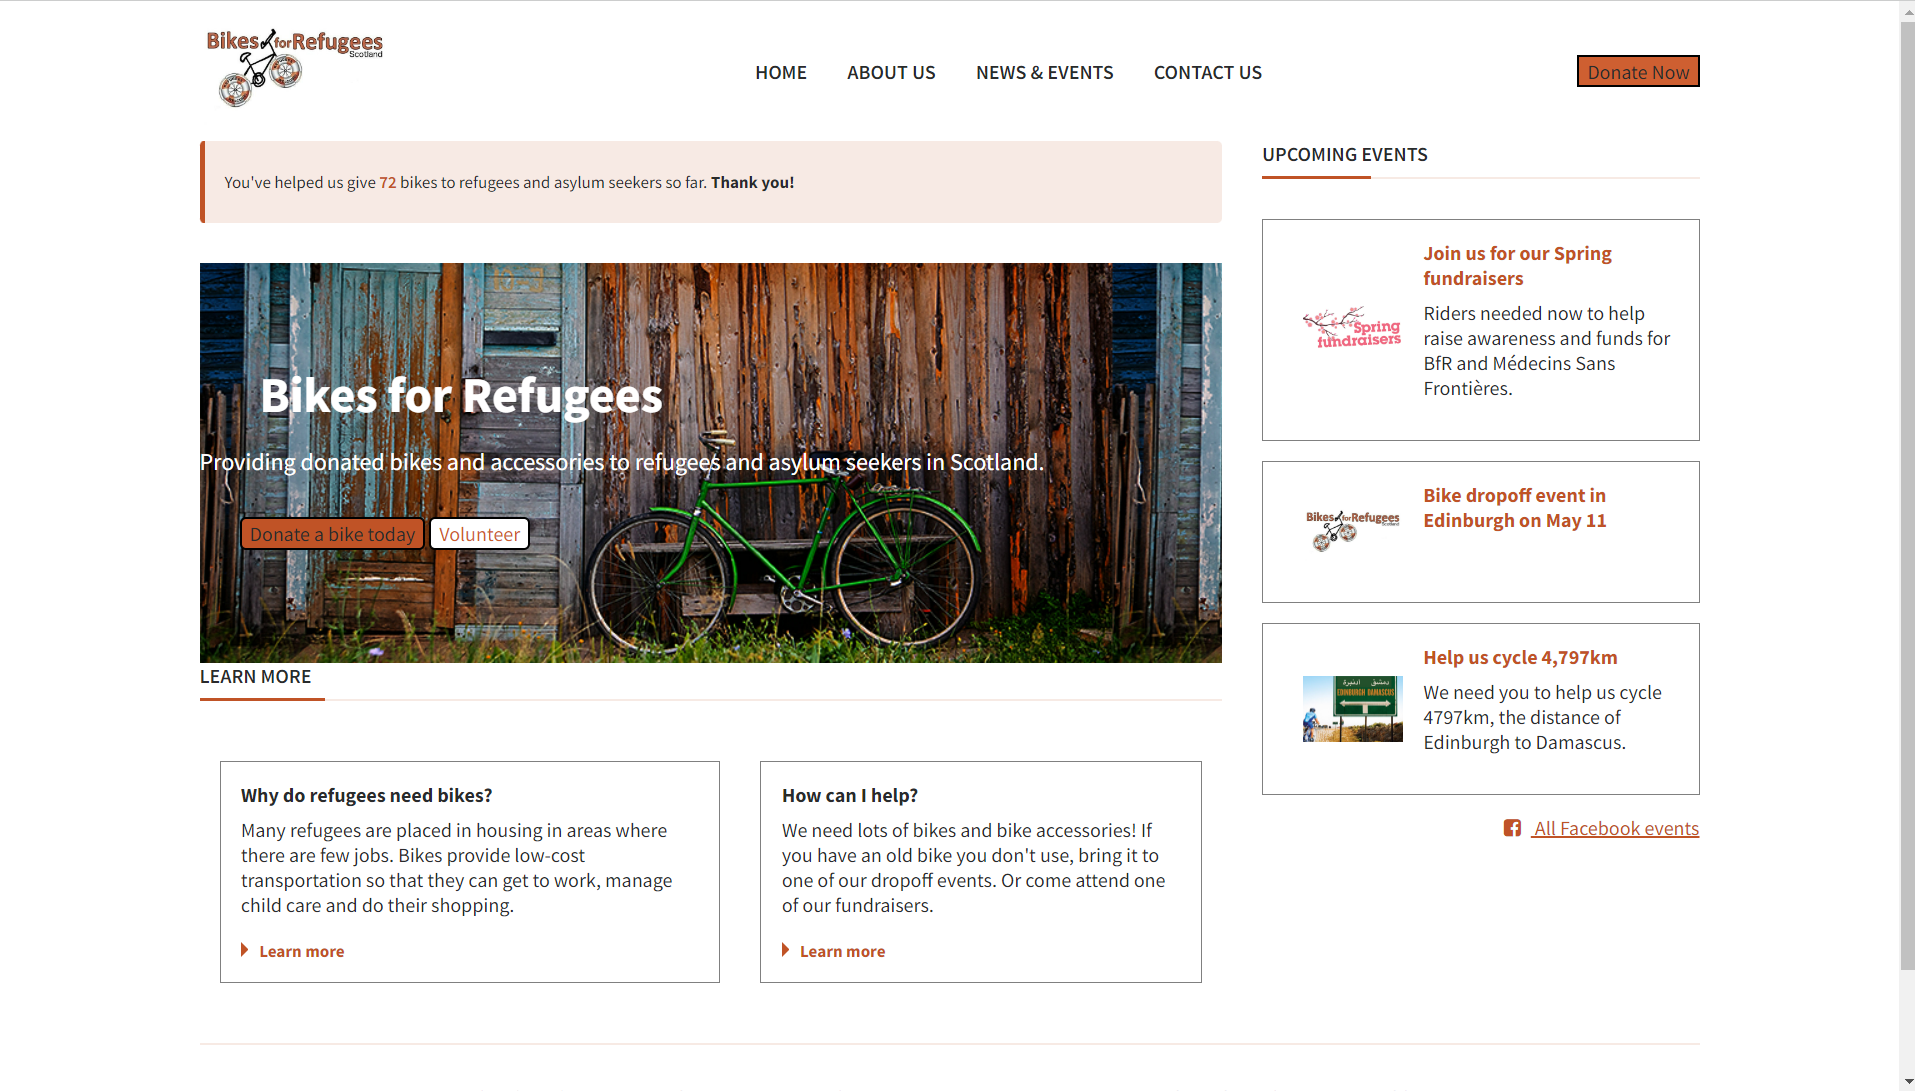 Bikes for Refugees
Scotland
HOME
ABOUT US
NEWS & EVENTS
CONTACT US
Donate Now
You've helped us give 72 bikes to refugees and asylum seekers so far. Thank you!
Bikes for Refugees
Providing donated bikes and accessories to refugees and asylum seekers in Scotland.
Donate a bike today
Volunteer
LEARN MORE
Why do refugees need bikes?
Many refugees are placed in housing in areas where
there are few jobs. Bikes provide low-cost
transportation so that they can get to work, manage
child care and do their shopping.
Learn more
How can I help?
We need lots of bikes and bike accessories! If
you have an old bike you don't use, bring it to
one of our dropoff events. Or come attend one
of our fundraisers.
Learn more
UPCOMING EVENTS
Spring
fundraisers
Join us for our Spring
fundraisers
Riders needed now to help
raise awareness and funds for
BfR and Médecins Sans
Frontières.
Bikes for Refugees
Bike dropoff event in
Edinburgh on May 11
دمشق ادنبرة
EDINBURGH DAMASCUS
Help us cycle 4,797km
We need you to help us cycle
4797km, the distance of
Edinburgh to Damascus.
All Facebook events